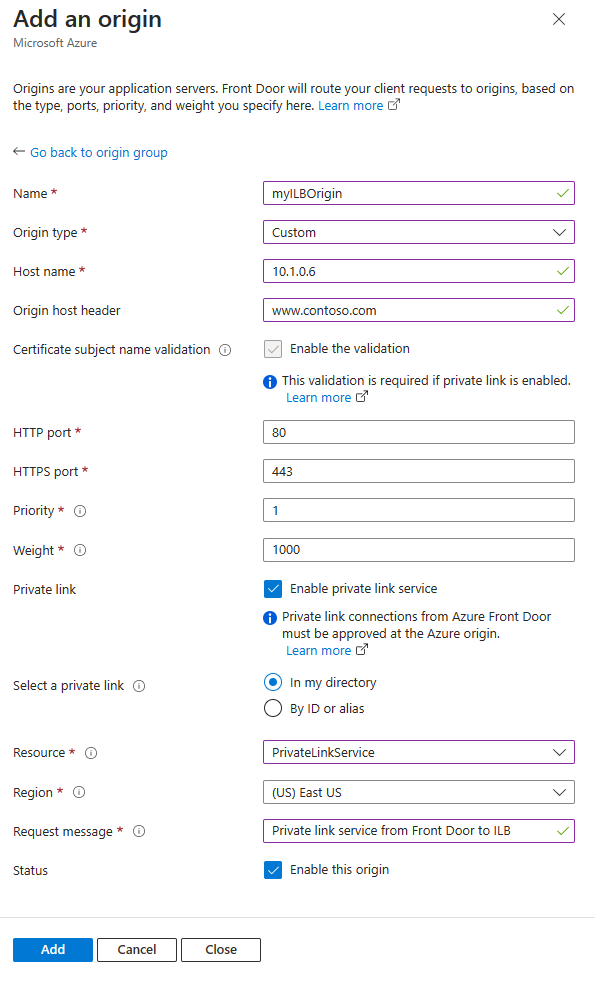 Add an origin
Microsoft Azure
Origins are your application servers. Front Door will route your client requests to origins, based on
the type, ports, priority, and weight you specify here. Learn more
Go back to origin group
Name * myILBOrigin
Origin type * Custom
Host name * 10.1.0.6
Origin host header www.contoso.com
Certificate subject name validation Enable the validation
This validation is required if private link is enabled.
Learn more
HTTP port * 80
HTTPS port * 443
Priority * 1
Weight * 1000
Private link Enable private link service
Private link connections from Azure Front Door
must be approved at the Azure origin.
Learn more
Select a private link In my directory
By ID or alias
Resource * PrivateLinkService
Region * (US) East US
Request message * Private link service from Front Door to ILB
Status Enable this origin
Add Cancel Close